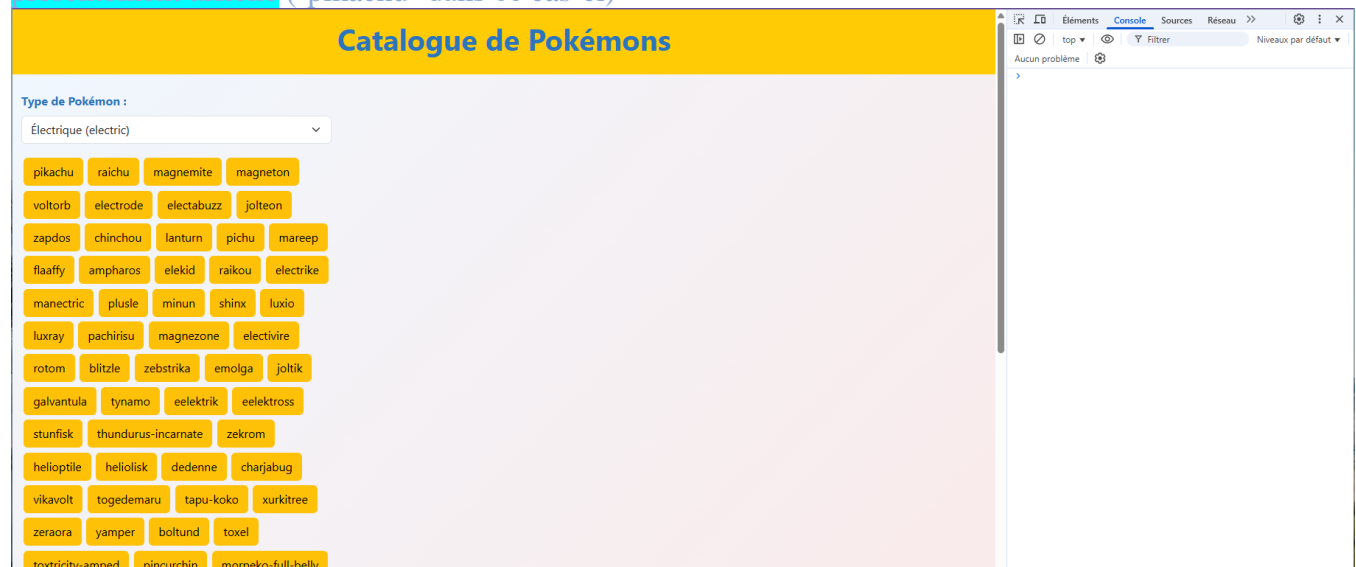 Catalogue de Pokémons
Éléments Console Sources Réseau
top Filtrer Niveaux par défaut
Aucun problème
Type de Pokémon :
Électrique (electric)
pikachu raichu magnemite magneton
voltorb electrode electabuzz jolteon
zapdos chinchou lanturn pichu mareep
flaaffy ampharos elekid raikou electrike
manectric plusle minun shinx luxio
luxray pachirisu magnezone electivire
rotom blitzle zebstrika emolga joltik
galvantula tynamo eelektrik eelektross
stunfisk thundurus-incarnate zekrom
helioptile heliolisk dedenne charjabug
vikavolt togedemaru tapu-koko xurkitree
zeraora yamper boltund toxel
toxtricity-amped pincurchin morpeko-full-belly